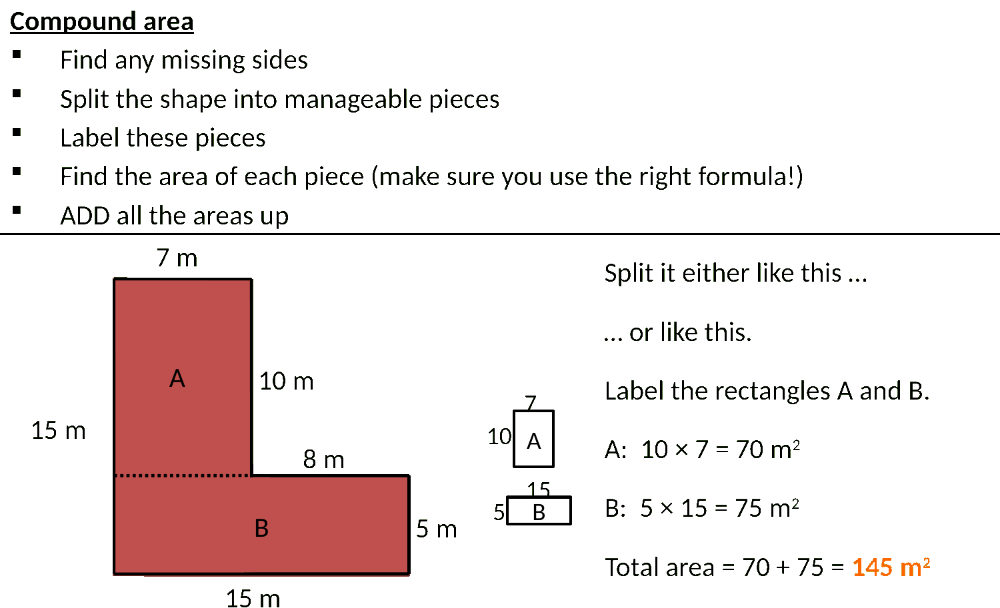 Compound area
▪ Find any missing sides
▪ Split the shape into manageable pieces
▪ Label these pieces
▪ Find the area of each piece (make sure you use the right formula!)
▪ ADD all the areas up
7 m
A
10 m
15 m
8 m
B
5 m
15 m
7
10
A
15
5
B
Split it either like this ...
... or like this.
Label the rectangles A and B.
A: 10 × 7 = 70 m²
B: 5 × 15 = 75 m²
Total area = 70 + 75 = 145 m²